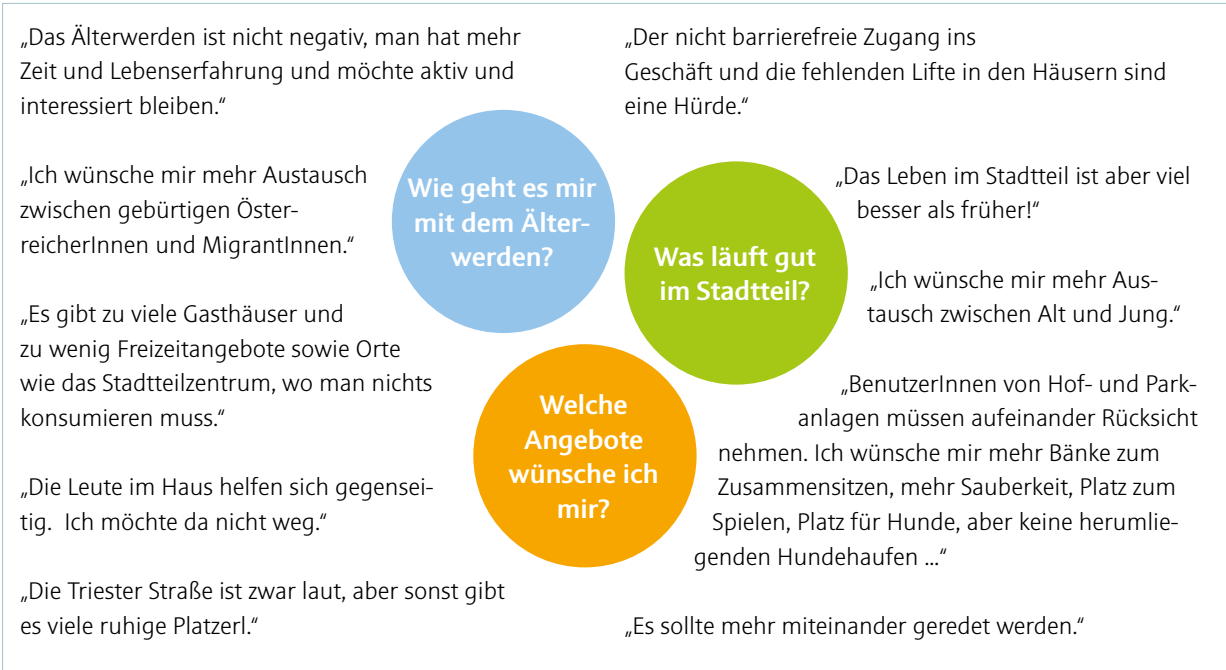 „Das Älterwerden ist nicht negativ, man hat mehr
Zeit und Lebenserfahrung und möchte aktiv und
interessiert bleiben.“
„Ich wünsche mir mehr Austausch
zwischen gebürtigen Öster-
reicherInnen und MigrantInnen.“
„Es gibt zu viele Gasthäuser und
zu wenig Freizeitangebote sowie Orte
wie das Stadtteilzentrum, wo man nichts
konsumieren muss.“
„Die Leute im Haus helfen sich gegensei-
tig.  Ich möchte da nicht weg.“
„Die Triester Straße ist zwar laut, aber sonst gibt
es viele ruhige Platzerl.“
Wie geht es mir
mit dem Älter-
werden?
Was läuft gut
im Stadtteil?
Welche
Angebote
wünsche ich
mir?
„Der nicht barrierefreie Zugang ins
Geschäft und die fehlenden Lifte in den Häusern sind
eine Hürde.“
„Das Leben im Stadtteil ist aber viel
besser als früher!“
„Ich wünsche mir mehr Aus-
tausch zwischen Alt und Jung.“
„BenutzerInnen von Hof- und Park-
anlagen müssen aufeinander Rücksicht
nehmen. Ich wünsche mir mehr Bänke zum
Zusammensitzen, mehr Sauberkeit, Platz zum
Spielen, Platz für Hunde, aber keine herumlie-
genden Hundehaufen ...“
„Es sollte mehr miteinander geredet werden.“